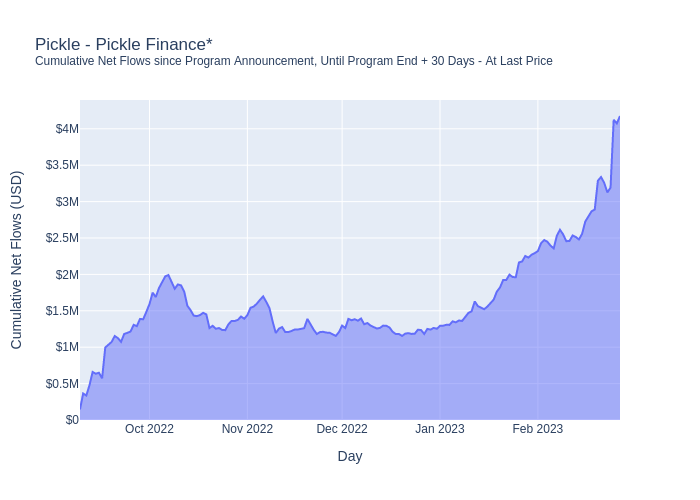 Pickle - Pickle Finance*
Cumulative Net Flows since Program Announcement, Until Program End + 30 Days - At Last Price
Cumulative Net Flows (USD)
$4M
$3.5M
$3M
$2.5M
$2M
$1.5M
$1M
$0.5M
$0
Oct 2022
Nov 2022
Dec 2022
Jan 2023
Feb 2023
Day